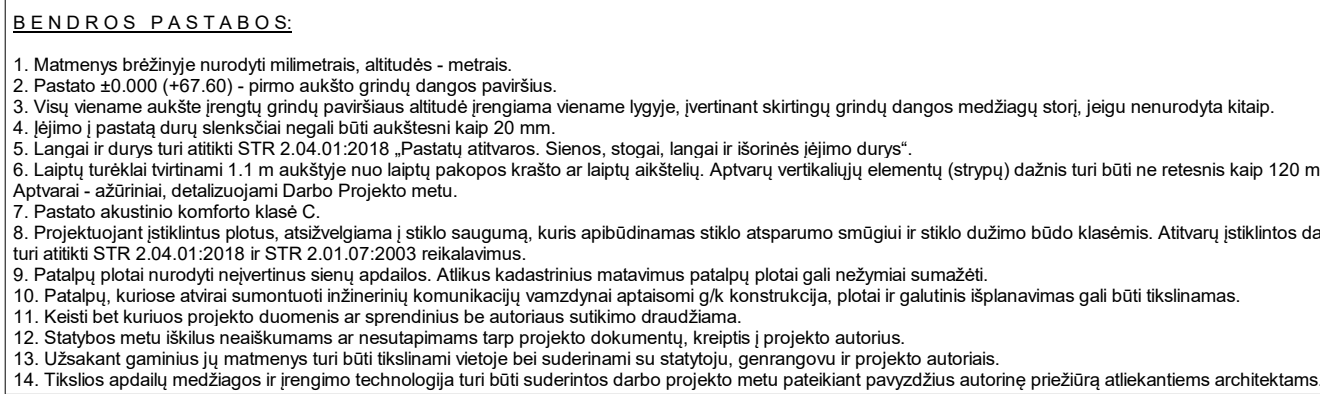 B E N D R O S P A S T A B O S:
1. Matmenys brėžinyje nurodyti milimetrais, altitudės - metrais.
2. Pastato ±0.000 (+67.60) - pirmo aukšto grindų dangos paviršius.
3. Visų viename aukšte įrengtų grindų paviršiaus altitudė įrengiama viename lygyje, įvertinant skirtingų grindų dangos medžiagų storį, jeigu nenurodyta kitaip.
4. Įėjimo į pastatą durų slenksčiai negali būti aukštesni kaip 20 mm.
5. Langai ir durys turi atitikti STR 2.04.01:2018 „Pastatų atitvaros. Sienos, stogai, langai ir išorinės įėjimo durys“.
6. Laiptų turėklai tvirtinami 1.1 m aukštyje nuo laiptų pakopos krašto ar laiptų aikštelių. Aptvarų vertikaliųjų elementų (strypų) dažnis turi būti ne retesnis kaip 120 m
Aptvarai - ažūriniai, detalizuojami Darbo Projekto metu.
7. Pastato akustinio komforto klasė C.
8. Projektuojant įstiklintus plotus, atsižvelgiama į stiklo saugumą, kuris apibūdinamas stiklo atsparumo smūgiui ir stiklo dužimo būdo klasėmis. Atitvarų įstiklintos da
turi atitikti STR 2.04.01:2018 ir STR 2.01.07:2003 reikalavimus.
9. Patalpų plotai nurodyti neįvertinus sienų apdailos. Atlikus kadastrinius matavimus patalpų plotai gali nežymiai sumažėti.
10. Patalpų, kuriose atvirai sumontuoti inžinerinių komunikacijų vamzdynai aptaisomi g/k konstrukcija, plotai ir galutinis išplanavimas gali būti tikslinamas.
11. Keisti bet kuriuos projekto duomenis ar sprendinius be autoriaus sutikimo draudžiama.
12. Statybos metu iškilus neaiškumams ar nesutapimams tarp projekto dokumentų, kreiptis į projekto autorius.
13. Užsakant gaminius jų matmenys turi būti tikslinami vietoje bei suderinami su statytoju, genrangovu ir projekto autoriais.
14. Tikslios apdailų medžiagos ir įrengimo technologija turi būti suderintos darbo projekto metu pateikiant pavyzdžius autorinę priežiūrą atliekantiems architektams.